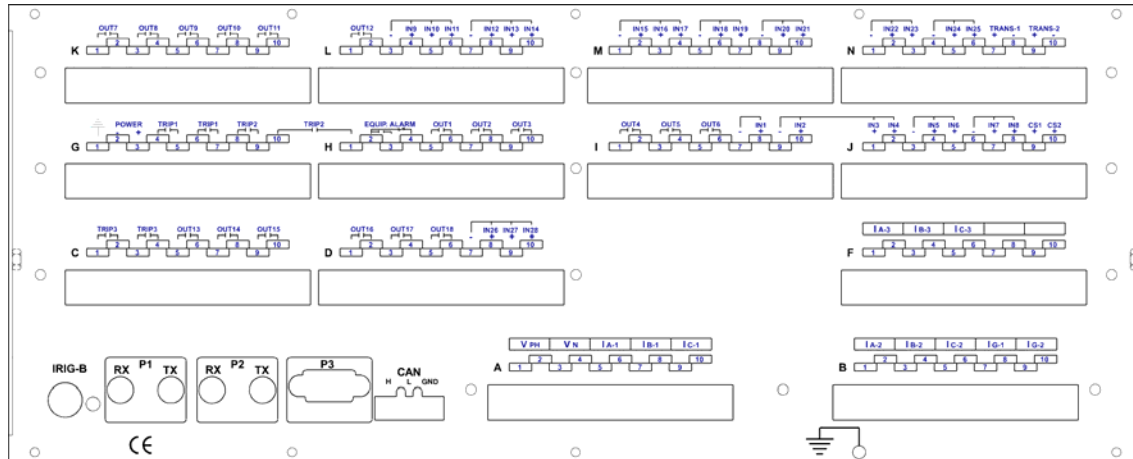 OUT7 OUT8 OUT9 OUT10 OUT11
K 1 2 3 4 5 6 7 8 9 10
OUT12 - IN9 + IN10 + IN11 + - IN12 + IN13 + IN14 +
L 1 2 3 4 5 6 7 8 9 10
- IN15 + IN16 + IN17 + - IN18 + IN19 + - IN20 + IN21 +
M 1 2 3 4 5 6 7 8 9 10
- IN22 + IN23 + - IN24 + IN25 + TRANS-1 + - TRANS-2 + -
N 1 2 3 4 5 6 7 8 9 10
POWER - + TRIP1 TRIP1 TRIP2 TRIP2
G 1 2 3 4 5 6 7 8 9 10
EQUIP. ALARM OUT1 OUT2 OUT3
H 1 2 3 4 5 6 7 8 9 10
OUT4 OUT5 OUT6 - IN1 + - IN2 +
I 1 2 3 4 5 6 7 8 9 10
IN3 + IN4 + - IN5 + IN6 + - IN7 + IN8 + CS1 + CS2 +
J 1 2 3 4 5 6 7 8 9 10
TRIP3 TRIP3 OUT13 OUT14 OUT15
C 1 2 3 4 5 6 7 8 9 10
OUT16 OUT17 OUT18 - IN26 + IN27 + IN28 +
D 1 2 3 4 5 6 7 8 9 10
IA-3 IB-3 IC-3
F 1 2 3 4 5 6 7 8 9 10
IRIG-B
RX P1 TX
RX P2 TX
P3
CAN
H L GND
VPH VN IA-1 IB-1 IC-1
A 1 2 3 4 5 6 7 8 9 10
IA-2 IB-2 IC-2 IG-1 IG-2
B 1 2 3 4 5 6 7 8 9 10
CE